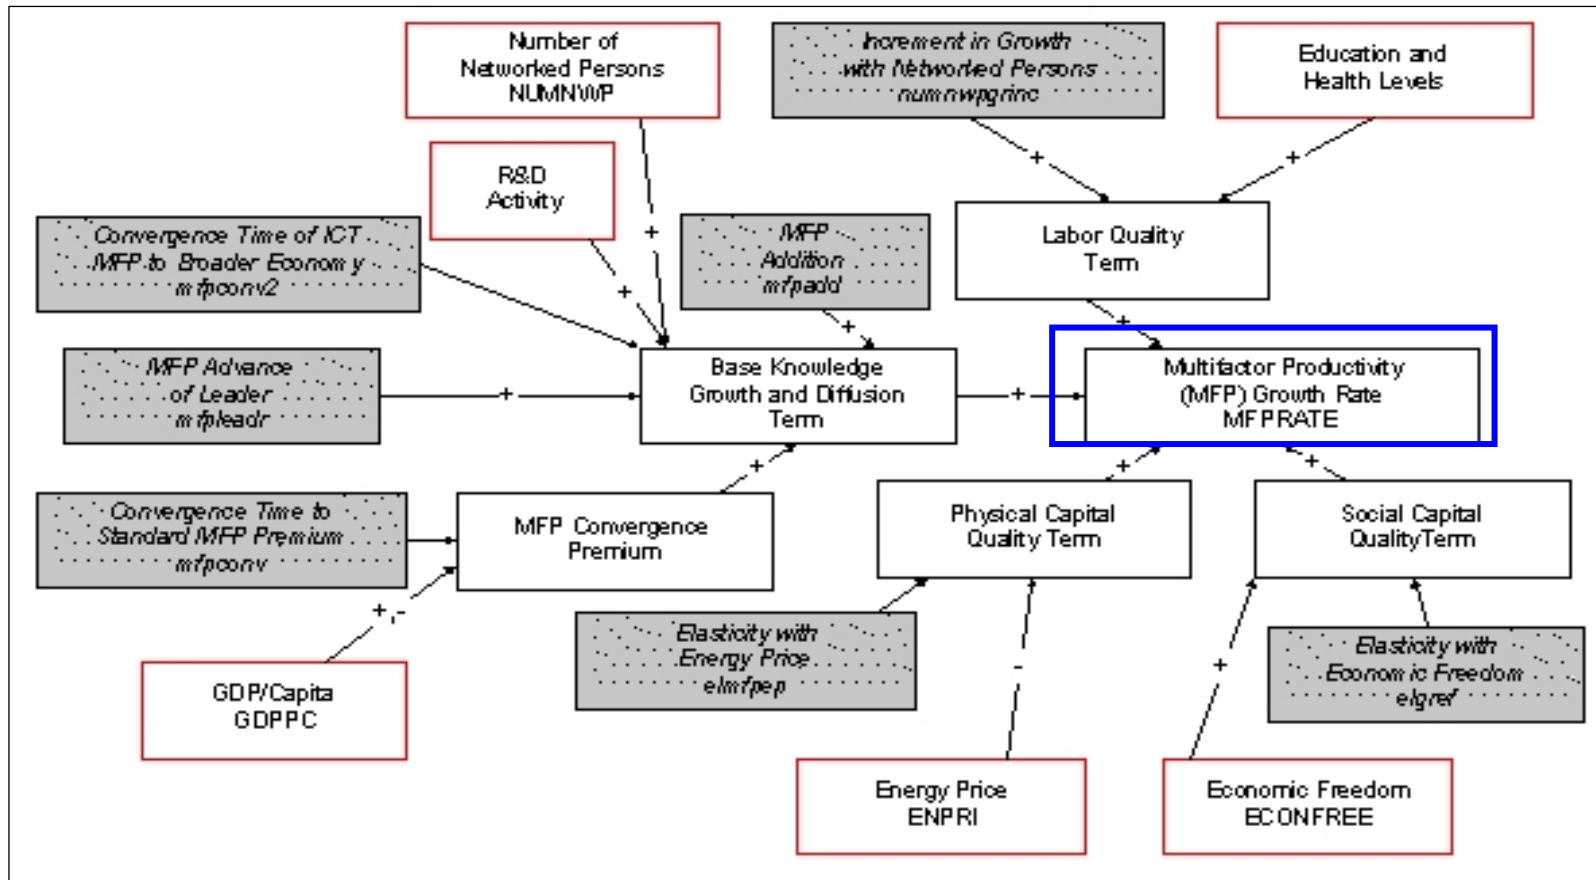 Number of
Networked Persons
NUMNWP
Increment in Growth
with Networked Persons
numnwpgrinc
Education and
Health Levels
R&D
Activity
Convergence Time of ICT
MFP to Broader Economy
mfpconv2
MFP
Addition
mfpadd
Labor Quality
Term
+
+
+
+
+
+
MFP Advance
of Leader
mfpleadr
+
Base Knowledge
Growth and Diffusion
Term
+
Multifactor Productivity
(MFP) Growth Rate
MFPRATE
+
+
+
Convergence Time to
Standard MFP Premium
mfpconv
MFP Convergence
Premium
Physical Capital
Quality Term
Social Capital
QualityTerm
+,-
Elasticity with
Energy Price
elmfpep
-
+
Elasticity with
Economic Freedom
elgref
GDP/Capita
GDPPC
Energy Price
ENPRI
Economic Freedom
ECONFREE